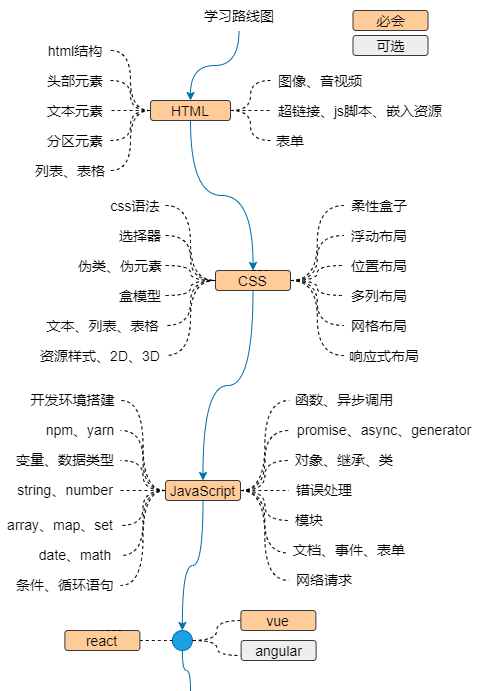 学习路线图
必会
可选
html结构
头部元素
文本元素
分区元素
列表、表格
HTML
图像、音视频
超链接、js脚本、嵌入资源
表单
css语法
选择器
伪类、伪元素
盒模型
文本、列表、表格
资源样式、2D、3D
CSS
柔性盒子
浮动布局
位置布局
多列布局
网格布局
响应式布局
开发环境搭建
npm、yarn
变量、数据类型
string、number
array、map、set
date、math
条件、循环语句
JavaScript
函数、异步调用
promise、async、generator
对象、继承、类
错误处理
模块
文档、事件、表单
网络请求
react
vue
angular